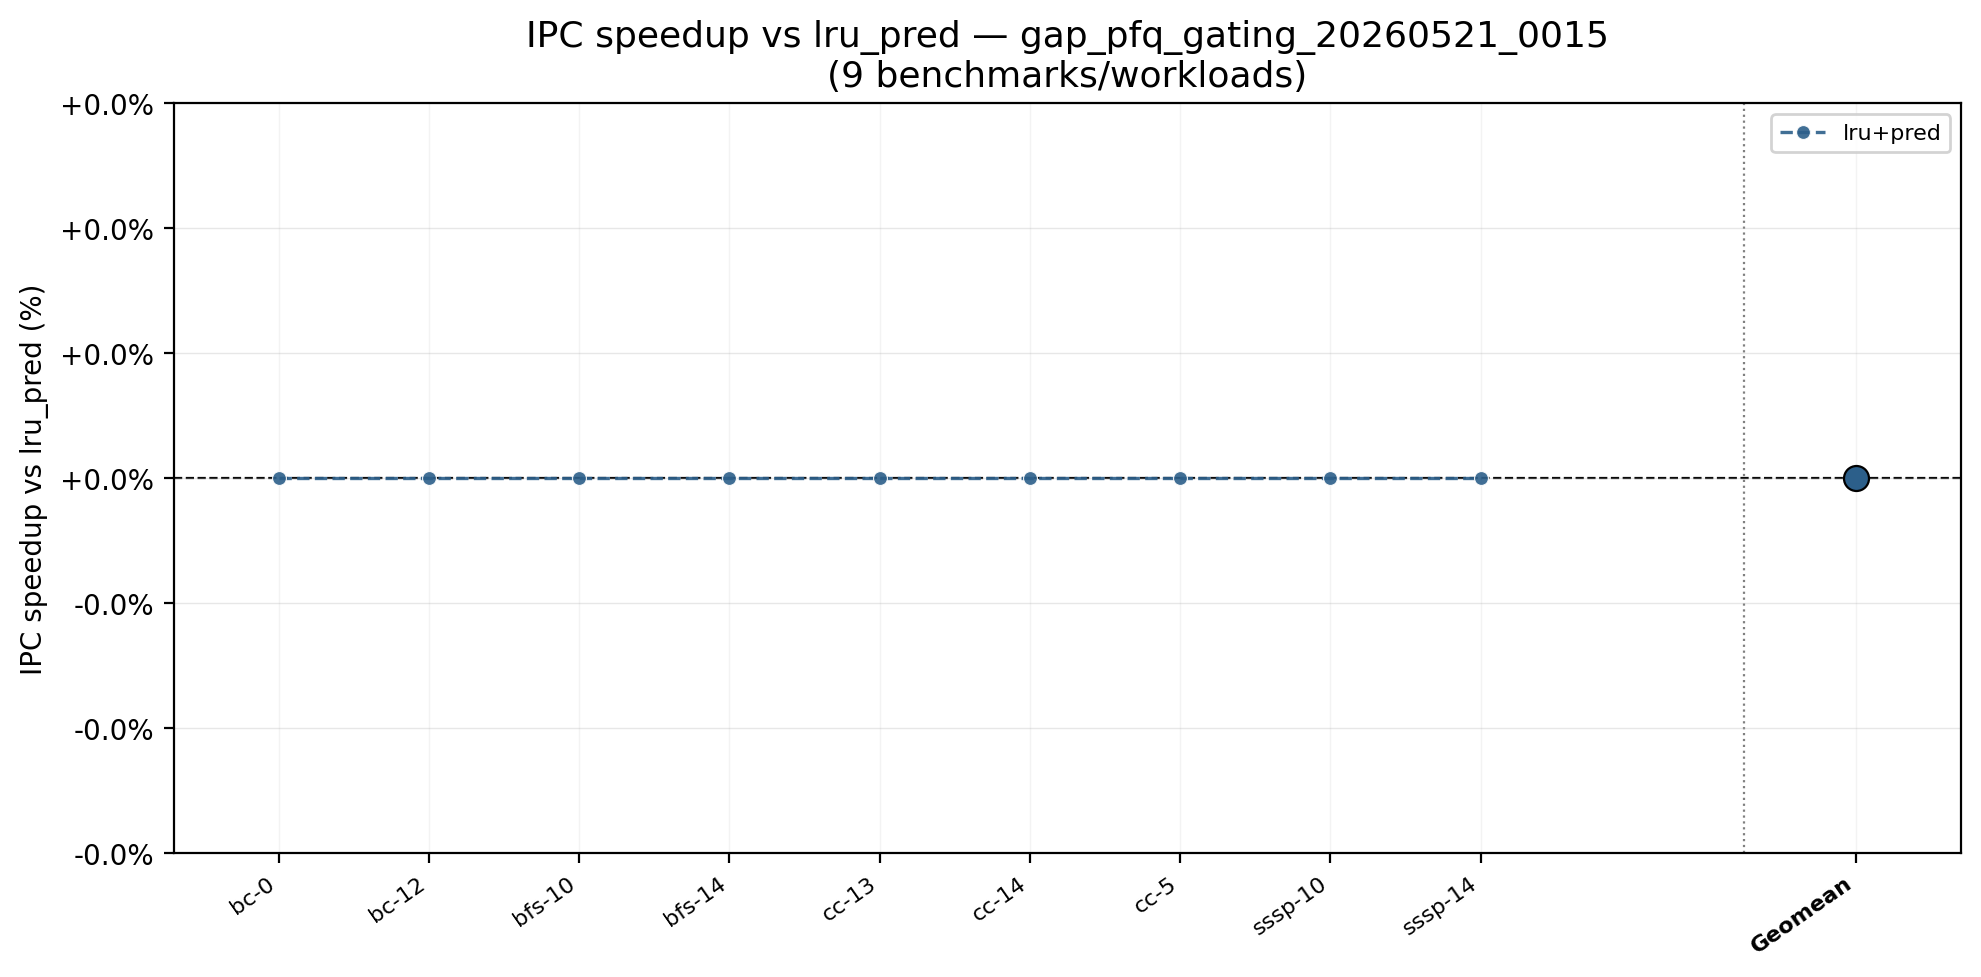 IPC speedup vs lru_pred — gap_pfq_gating_20260521_0015
(9 benchmarks/workloads)
IPC speedup vs lru_pred (%)
+0.0%
+0.0%
+0.0%
+0.0%
-0.0%
-0.0%
-0.0%
lru+pred
bc-0
bc-12
bfs-10
bfs-14
cc-13
cc-14
cc-5
sssp-10
sssp-14
Geomean